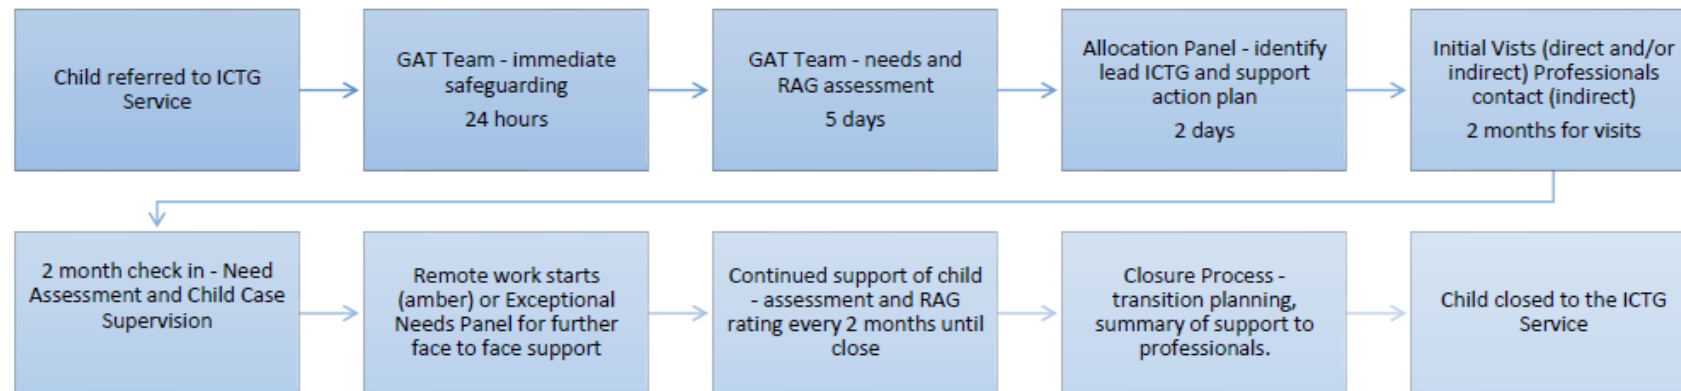 Child referred to ICTG
Service
GAT Team - immediate
safeguarding
24 hours
GAT Team - needs and
RAG assessment
5 days
Allocation Panel - identify
lead ICTG and support
action plan
2 days
Initial Vists (direct and/or
indirect) Professionals
contact (indirect)
2 months for visits
2 month check in - Need
Assessment and Child Case
Supervision
Remote work starts
(amber) or Exceptional
Needs Panel for further
face to face support
Continued support of child
- assessment and RAG
rating every 2 months until
close
Closure Process -
transition planning,
summary of support to
professionals.
Child closed to the ICTG
Service